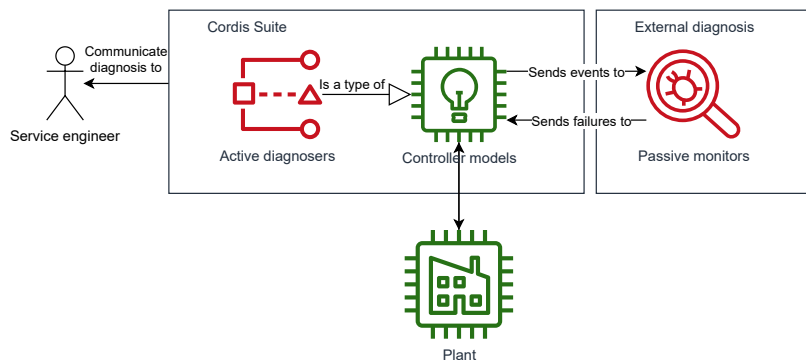 Cordis Suite
External diagnosis
Communicate
diagnosis to
Is a type of
Sends events to
Sends failures to
Service engineer
Active diagnosers
Controller models
Passive monitors
Plant